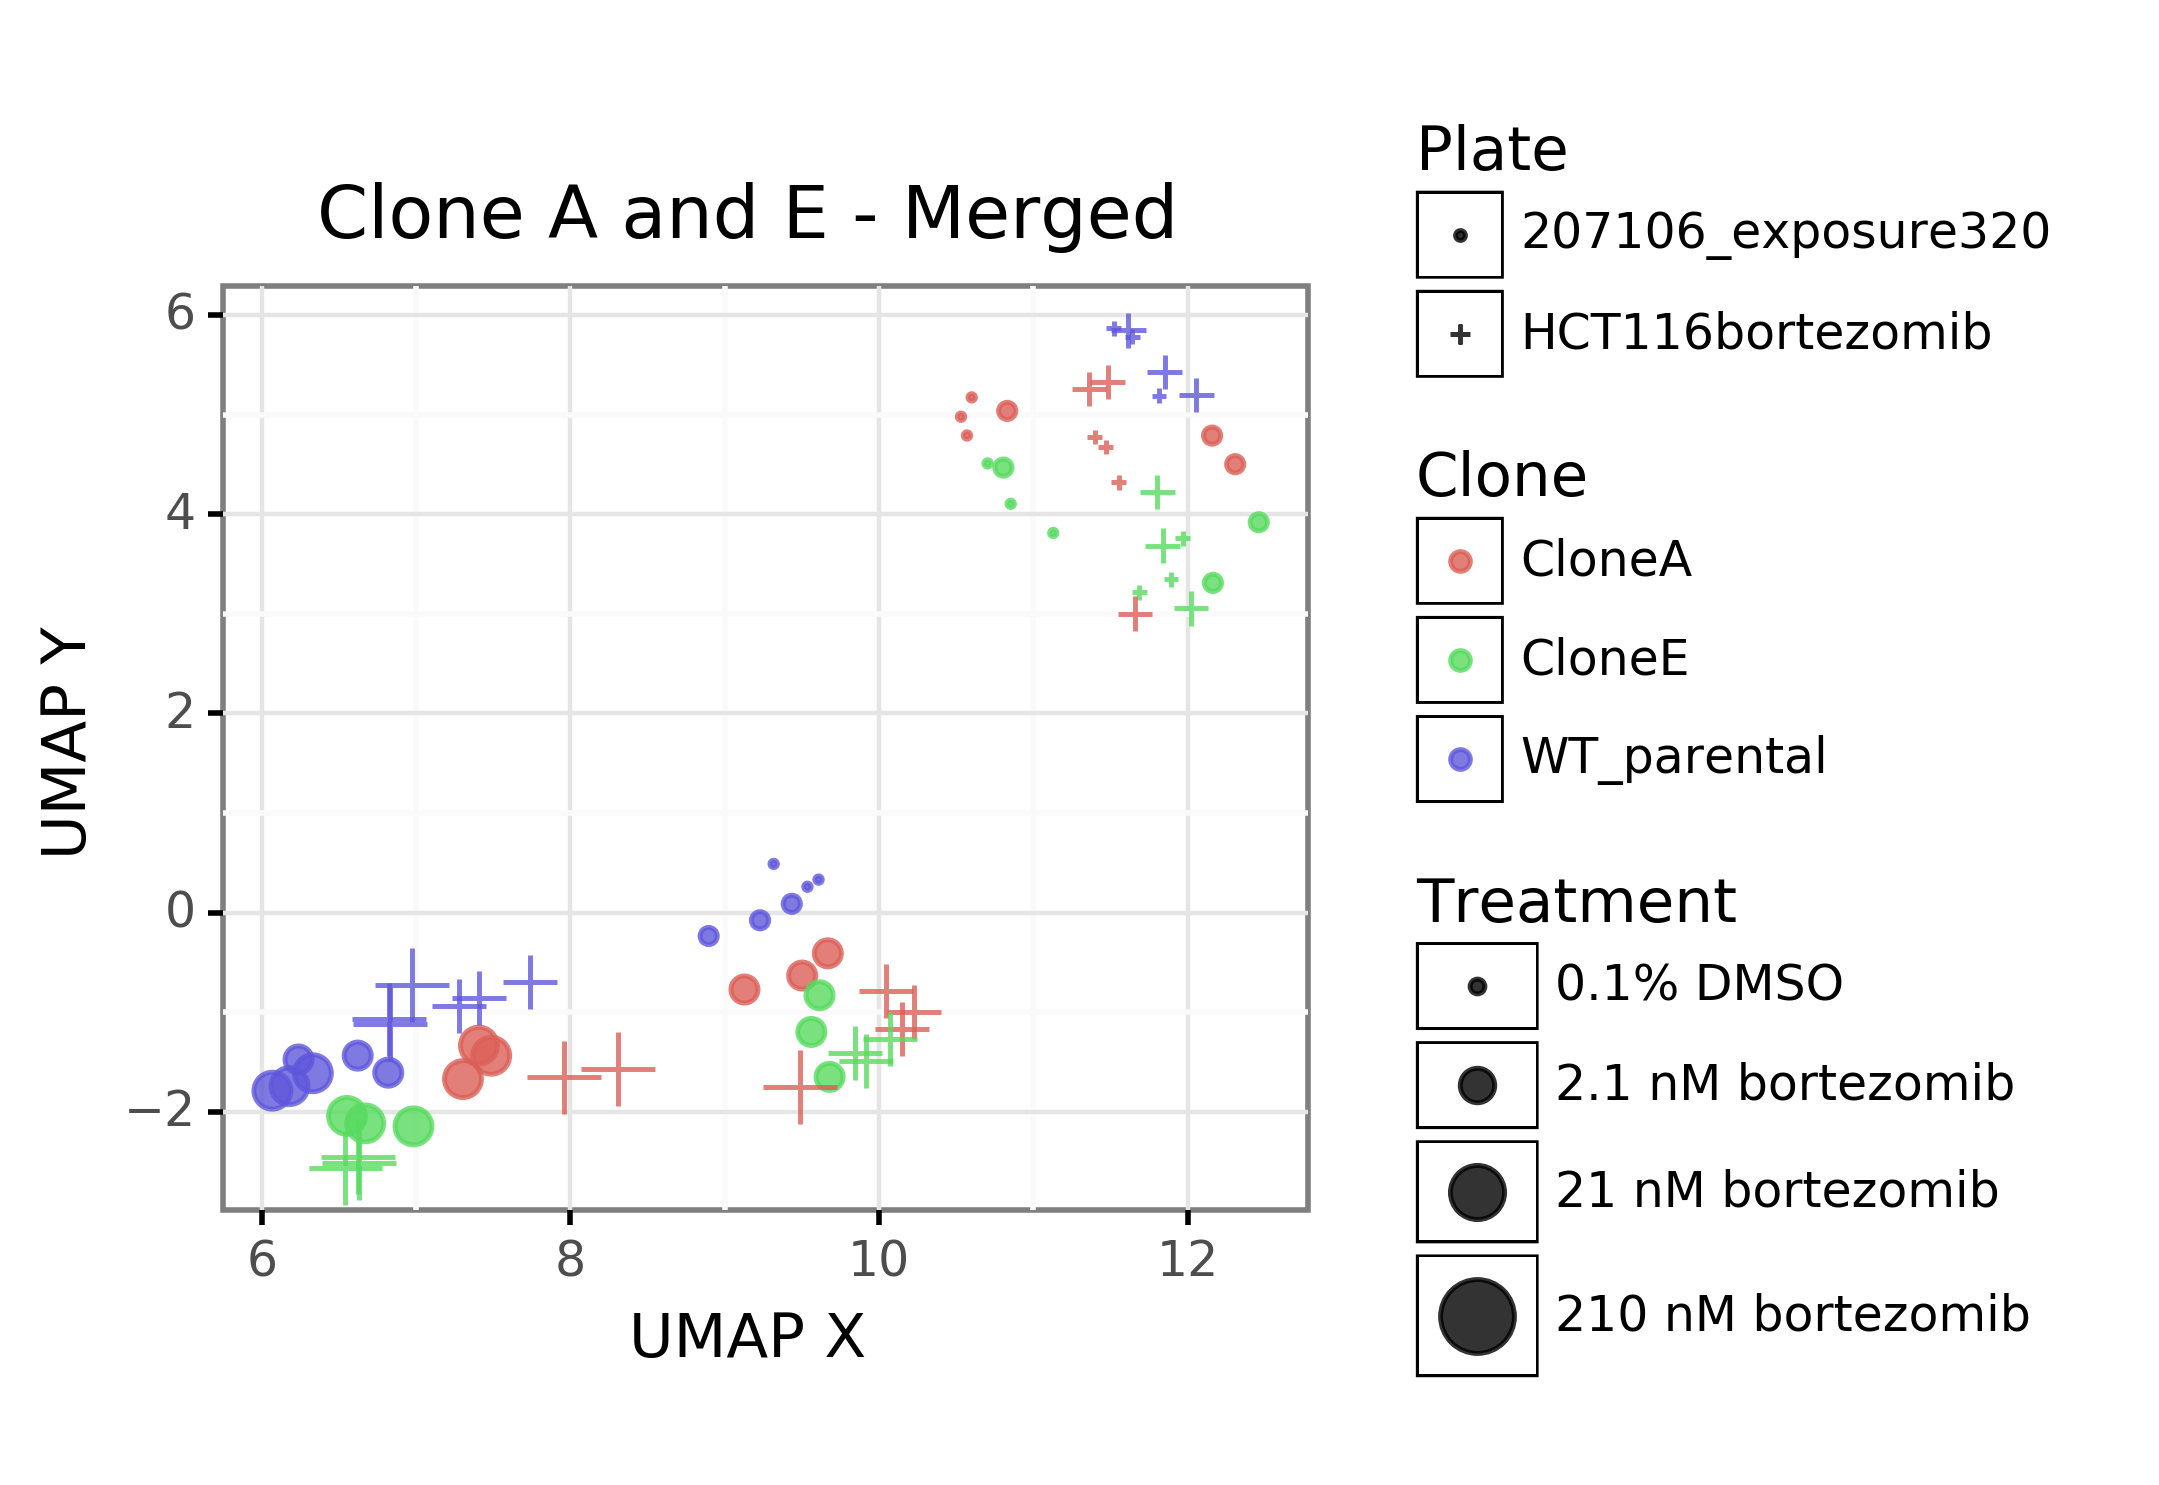 Clone A and E - Merged
6
4
2
0
−2
6
8
10
12
UMAP X
UMAP Y
Plate
207106_exposure320
HCT116bortezomib
Clone
CloneA
CloneE
WT_parental
Treatment
0.1% DMSO
2.1 nM bortezomib
21 nM bortezomib
210 nM bortezomib